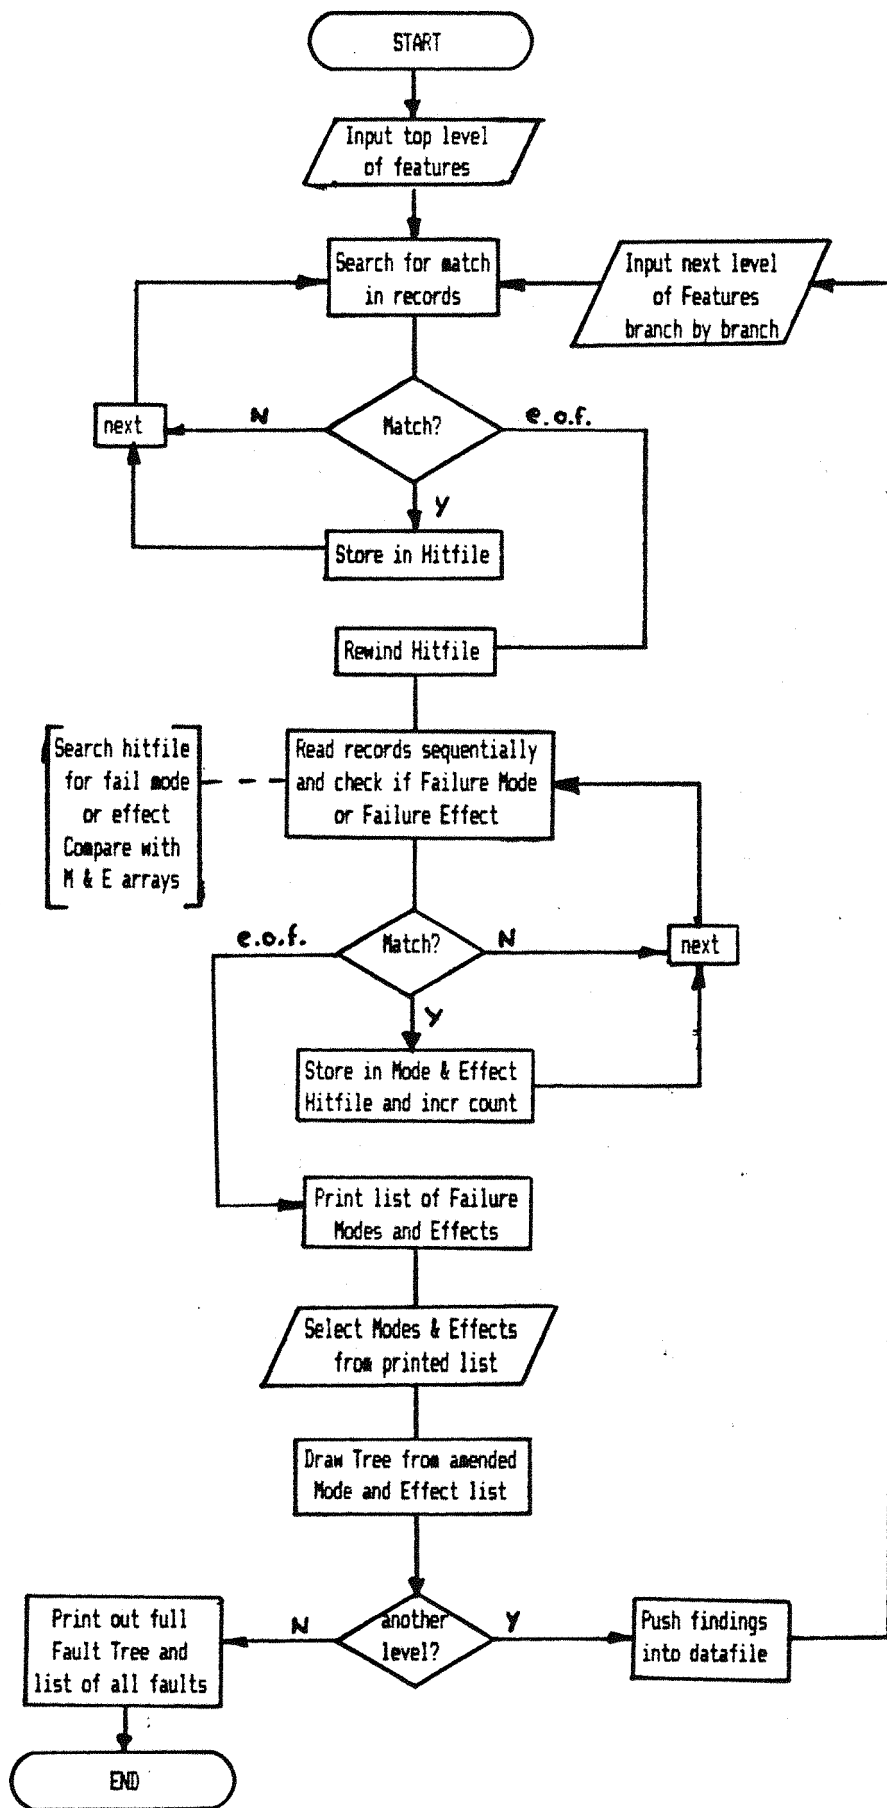 START
Input top level
of features
Search for match
in records
Input next level
of Features
branch by branch
next
N
Match?
e.o.f.
Y
Store in Hitfile
Rewind Hitfile
Search hitfile
for fail mode
or effect
Compare with
M & E arrays
Read records sequentially
and check if Failure Mode
or Failure Effect
e.o.f.
Match?
N
next
Y
Store in Mode & Effect
Hitfile and incr count
Print list of Failure
Modes and Effects
Select Modes & Effects
from printed list
Draw Tree from amended
Mode and Effect list
Print out full
Fault Tree and
list of all faults
N
another
level?
Y
Push findings
into datafile
END